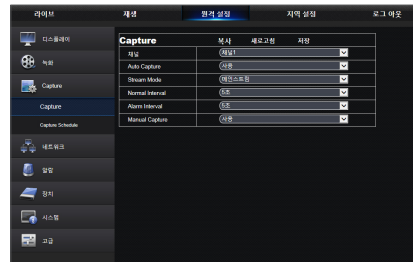 라이브 재생 원격 설정 지역 설정 로그 아웃
디스플레이
녹화
Capture
Capture
Capture Schedule
네트워크
알람
장치
시스템
고급
Capture 복사 새로고침 저장
채널 채널1
Auto Capture 사용
Stream Mode 메인스트림
Normal Interval 5초
Alarm Interval 5초
Manual Capture 사용